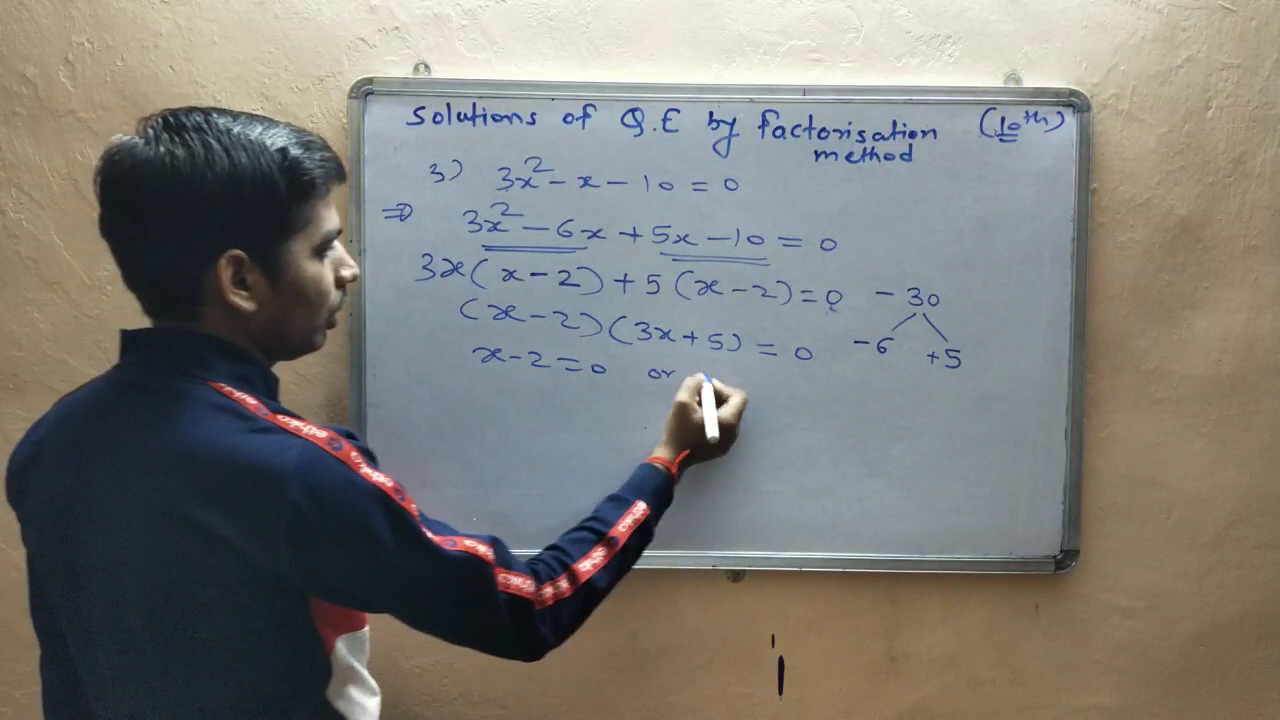 Solutions of Q.E by factorisation (10th)
method
3) 3x² - x - 10 = 0
⇒ 3x² - 6x + 5x - 10 = 0
3x(x-2) + 5(x-2) = 0
- 30
(x-2)(3x+5) = 0
-6 +5
x-2=0 or